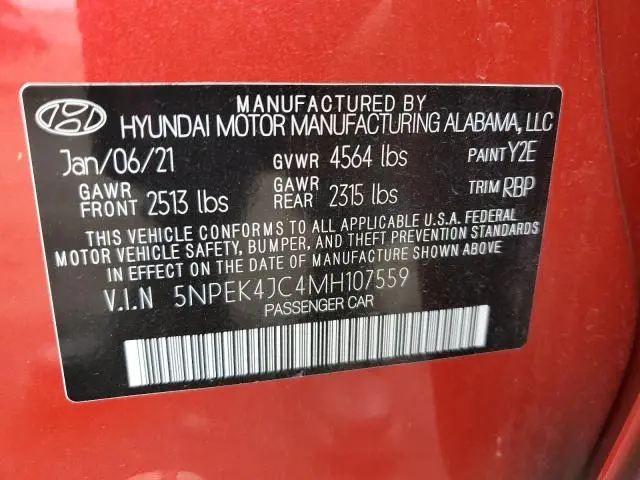 MANUFACTURED BY
HYUNDAI MOTOR MANUFACTURING ALABAMA, LLC
Jan/06/21 GVWR 4564 lbs PAINT Y2E
GAWR FRONT 2513 lbs GAWR REAR 2315 lbs TRIM RBP
THIS VEHICLE CONFORMS TO ALL APPLICABLE U.S.A. FEDERAL
MOTOR VEHICLE SAFETY, BUMPER, AND THEFT PREVENTION STANDARDS
IN EFFECT ON THE DATE OF MANUFACTURE SHOWN ABOVE
V.I.N 5NPEK4JC4MH107559
PASSENGER CAR